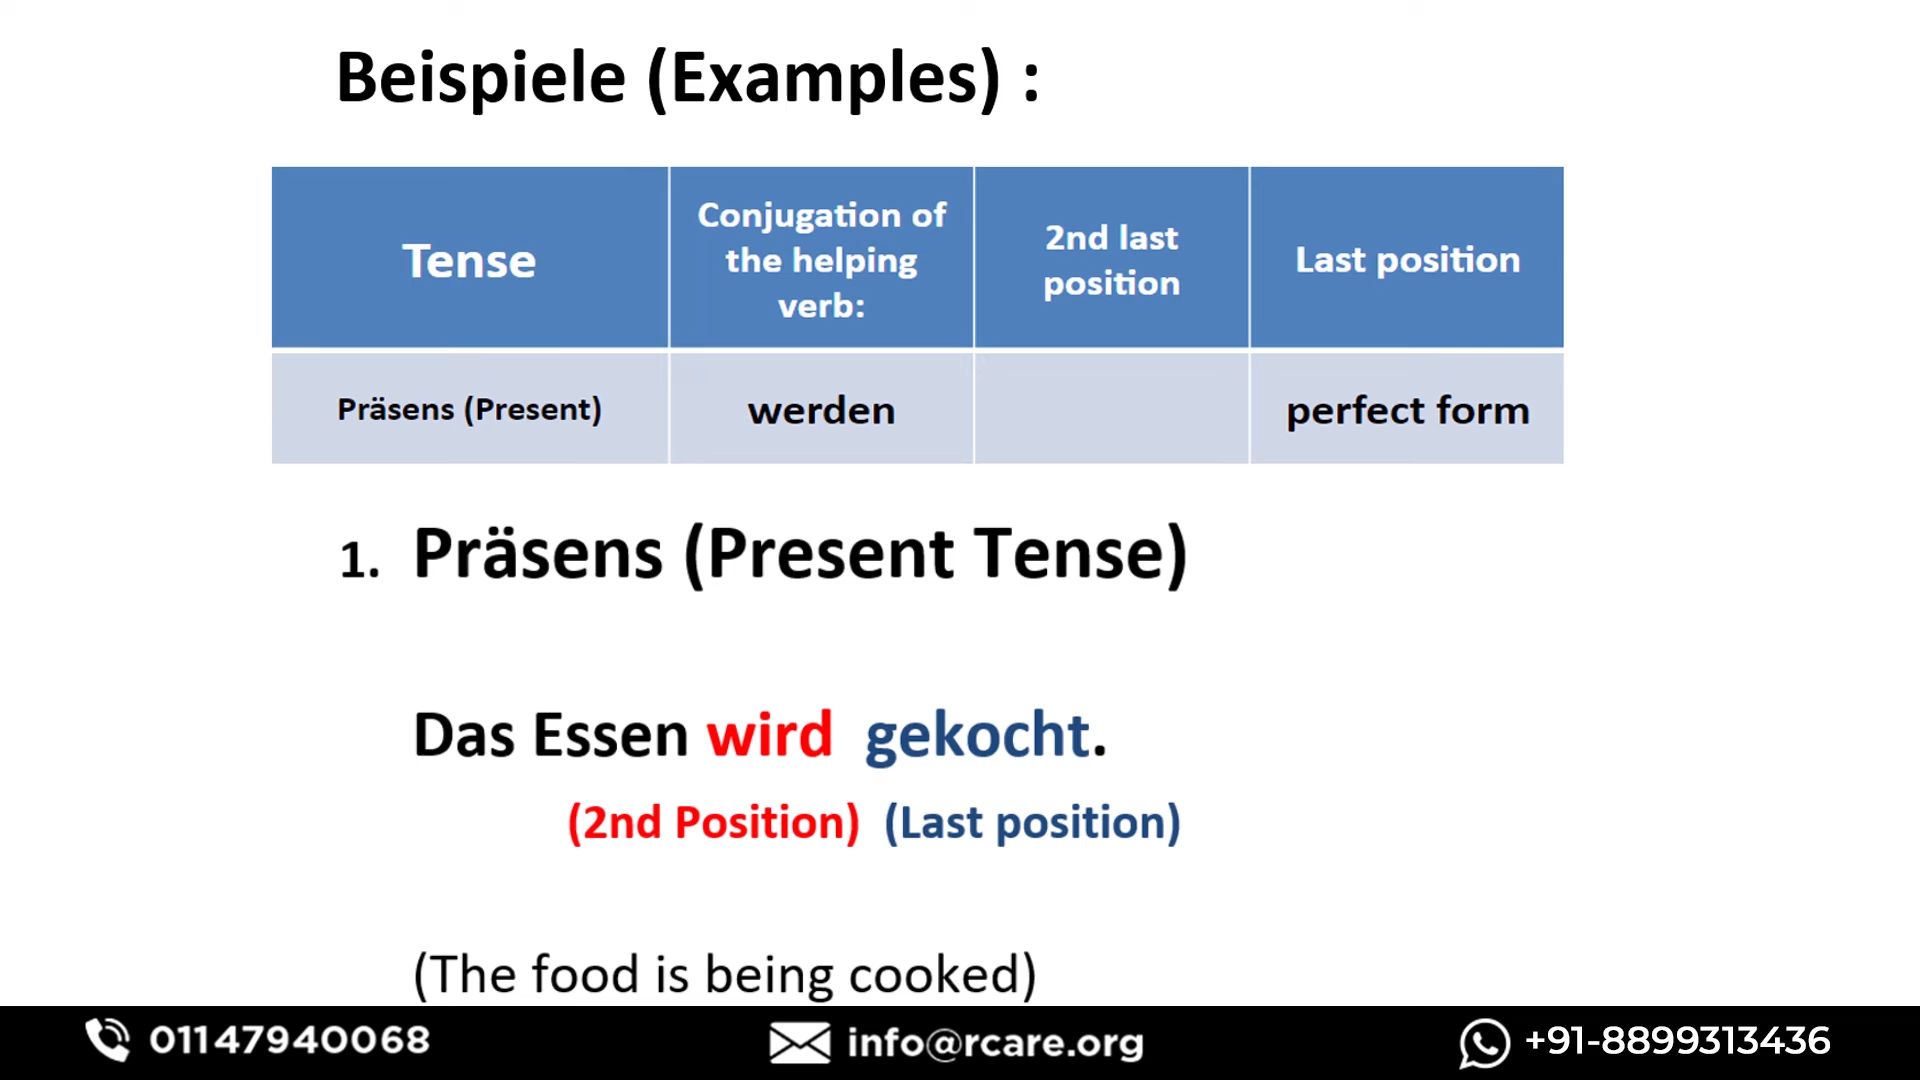 Beispiele (Examples) :
Tense
Conjugation of
the helping
verb:
2nd last
position
Last position
Präsens (Present)
werden
perfect form
1. Präsens (Present Tense)
Das Essen wird gekocht.
(2nd Position) (Last position)
(The food is being cooked)
01147940068
info@rcare.org
+91-8899313436